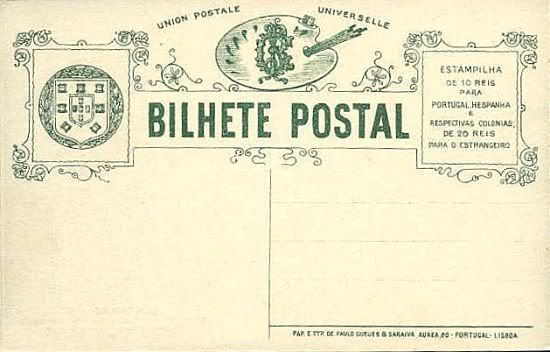 UNION POSTALE UNIVERSELLE
BILHETE POSTAL
ESTAMPILHA
DE 10 REIS
PARA
PORTUGAL, HESPANHA
E
RESPECTIVAS COLONIAS,
DE 20 REIS
PARA O ESTRANGEIRO
PAP. E TYP. DE PAULO GUEDES & SARAIVA AUREA, 80 - PORTUGAL - LISBOA